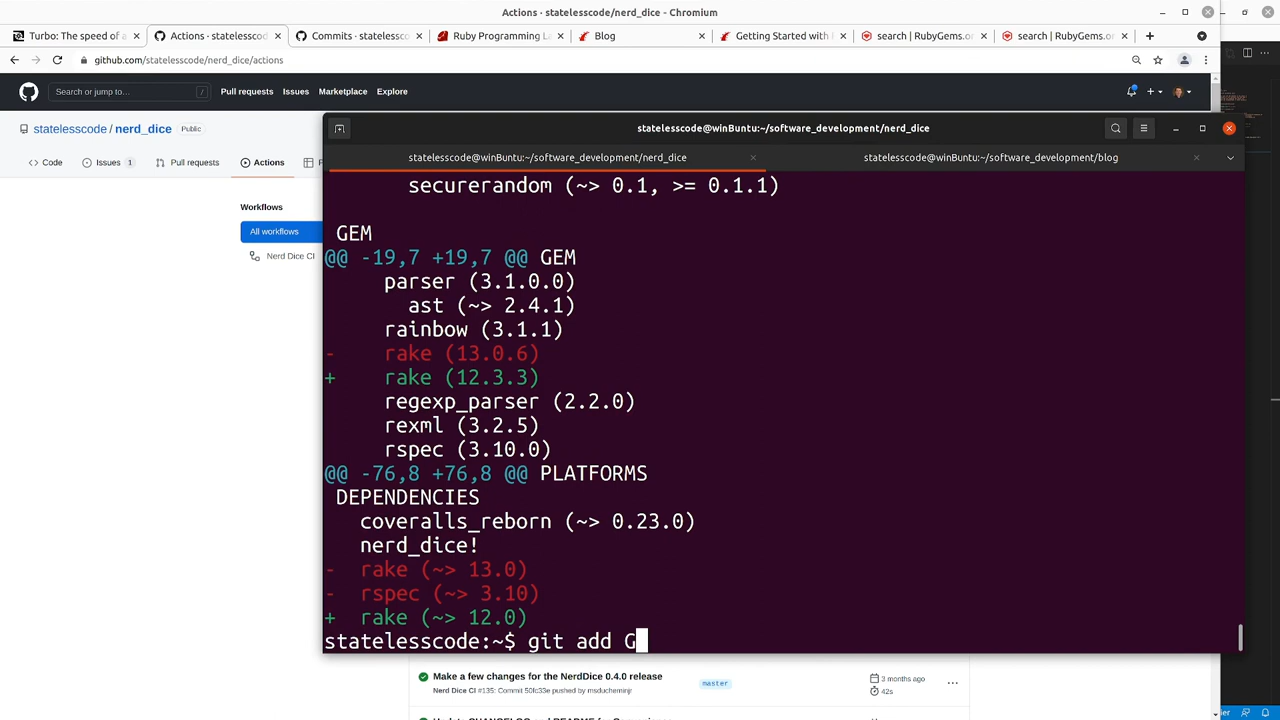 Actions · statelesscode/nerd_dice - Chromium
Turbo: The speed of a
Actions · statelesscode
Commits · statelessco
Ruby Programming La
Blog
Getting Started with
search | RubyGems.or
search | RubyGems.or
github.com/statelesscode/nerd_dice/actions
Search or jump to...
/
Pull requests
Issues
Marketplace
Explore
statelesscode / nerd_dice
Public
Code
Issues 1
Pull requests
Actions
Workflows
All workflows
Nerd Dice CI
statelesscode@winBuntu:~/software_development/nerd_dice
statelesscode@winBuntu:~/software_development/nerd_dice
statelesscode@winBuntu:~/software_development/blog
securerandom (~> 0.1, >= 0.1.1)
GEM
@@ -19,7 +19,7 @@ GEM
parser (3.1.0.0)
ast (~> 2.4.1)
rainbow (3.1.1)
- rake (13.0.6)
+ rake (12.3.3)
regexp_parser (2.2.0)
rexml (3.2.5)
rspec (3.10.0)
@@ -76,8 +76,8 @@ PLATFORMS
DEPENDENCIES
coveralls_reborn (~> 0.23.0)
nerd_dice!
- rake (~> 13.0)
- rspec (~> 3.10)
+ rake (~> 12.0)
statelesscode:~$ git add G
Make a few changes for the NerdDice 0.4.0 release
Nerd Dice CI #135: Commit 50fc33e pushed by msducheminjr
master
3 months ago
42s